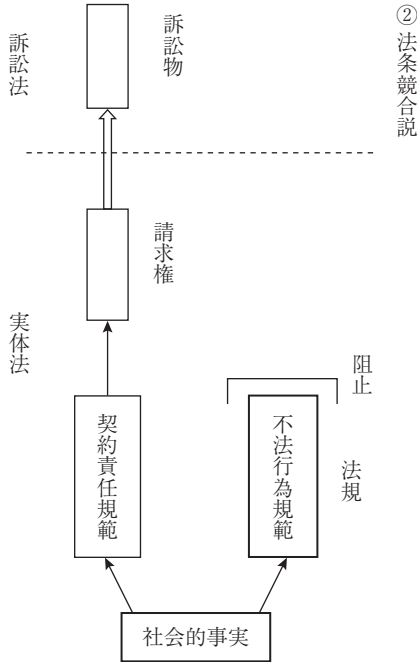 ② 法条競合説
訴訟物
訴訟法
請求権
実体法
阻止
法規
不法行為規範
契約責任規範
社会的事実